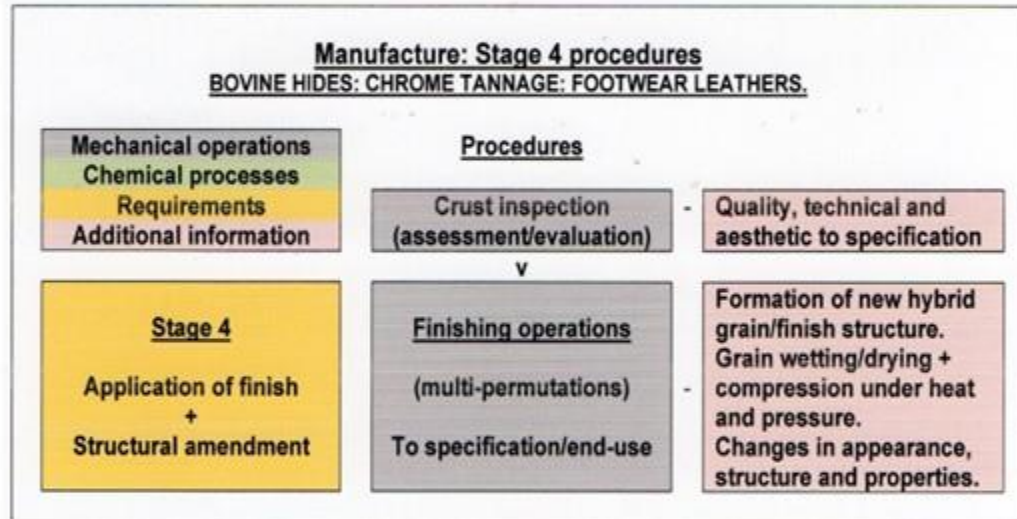 Manufacture: Stage 4 procedures
BOVINE HIDES: CHROME TANNAGE: FOOTWEAR LEATHERS.
Mechanical operations
Chemical processes
Requirements
Additional information
Procedures
Crust inspection
(assessment/evaluation)
-
Quality, technical and
aesthetic to specification
v
Stage 4
Application of finish
+
Structural amendment
Finishing operations
(multi-permutations)
To specification/end-use
-
Formation of new hybrid
grain/finish structure.
Grain wetting/drying +
compression under heat
and pressure.
Changes in appearance,
structure and properties.